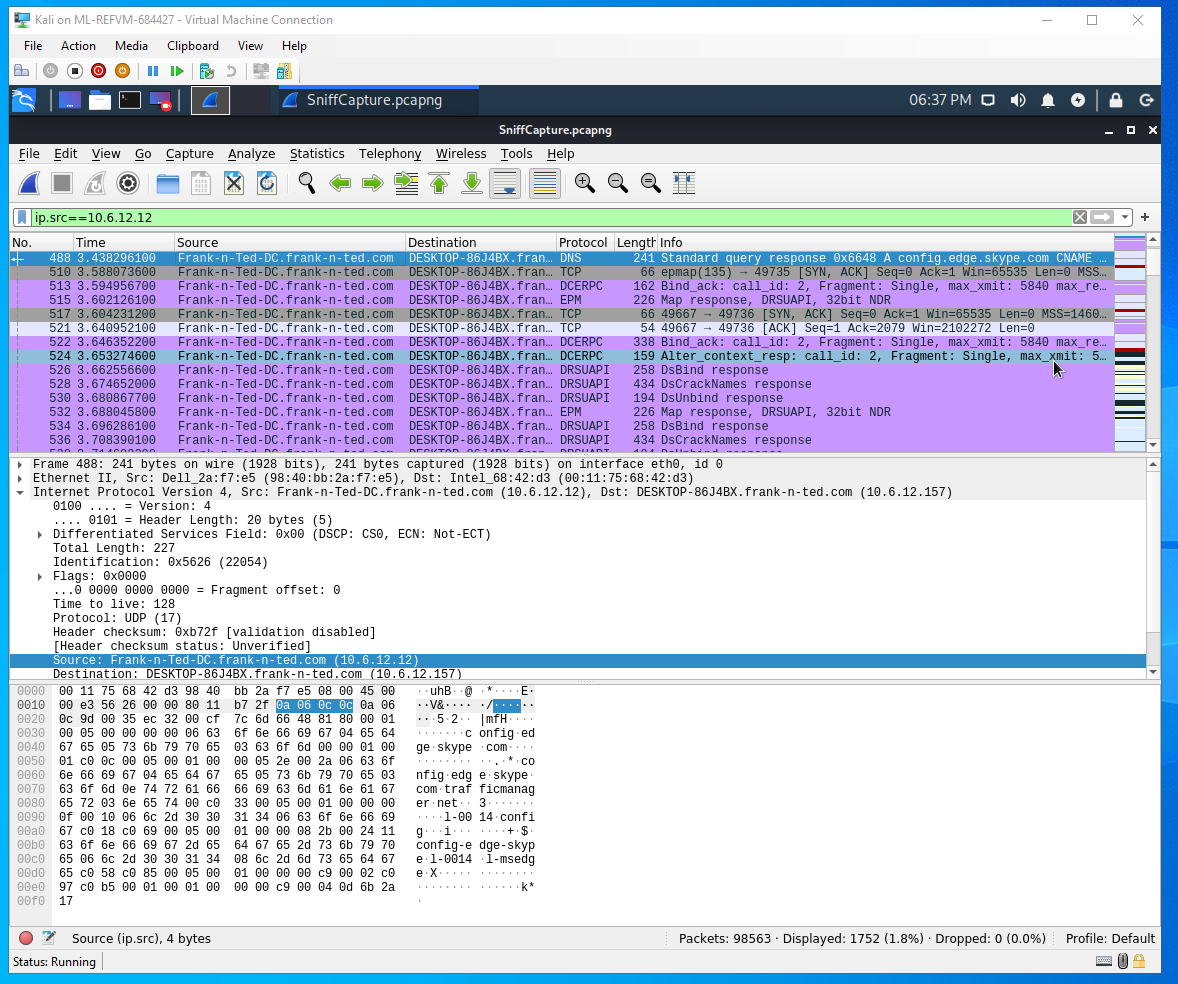 Kali on ML-REFVM-684427 - Virtual Machine Connection
File Action Media Clipboard View Help
SniffCapture.pcapng 06:37 PM
SniffCapture.pcapng
File Edit View Go Capture Analyze Statistics Telephony Wireless Tools Help
ip.src==10.6.12.12
No. Time Source Destination Protocol Length Info
488 3.438296100 Frank-n-Ted-DC.frank-n-ted.com DESKTOP-86J4BX.fran… DNS 241 Standard query response 0x6648 A config.edge.skype.com CNAME …
510 3.588073600 Frank-n-Ted-DC.frank-n-ted.com DESKTOP-86J4BX.fran… TCP 66 epmap(135) → 49735 [SYN, ACK] Seq=0 Ack=1 Win=65535 Len=0 MSS…
513 3.594956700 Frank-n-Ted-DC.frank-n-ted.com DESKTOP-86J4BX.fran… DCERPC 162 Bind_ack: call_id: 2, Fragment: Single, max_xmit: 5840 max_re…
515 3.602126100 Frank-n-Ted-DC.frank-n-ted.com DESKTOP-86J4BX.fran… EPM 226 Map response, DRSUAPI, 32bit NDR
517 3.604231200 Frank-n-Ted-DC.frank-n-ted.com DESKTOP-86J4BX.fran… TCP 66 49667 → 49736 [SYN, ACK] Seq=0 Ack=1 Win=65535 Len=0 MSS=1460…
521 3.640952100 Frank-n-Ted-DC.frank-n-ted.com DESKTOP-86J4BX.fran… TCP 54 49667 → 49736 [ACK] Seq=1 Ack=2079 Win=2102272 Len=0
522 3.646352200 Frank-n-Ted-DC.frank-n-ted.com DESKTOP-86J4BX.fran… DCERPC 338 Bind_ack: call_id: 2, Fragment: Single, max_xmit: 5840 max_re…
524 3.653274600 Frank-n-Ted-DC.frank-n-ted.com DESKTOP-86J4BX.fran… DCERPC 159 Alter_context_resp: call_id: 2, Fragment: Single, max_xmit: 5…
526 3.662556600 Frank-n-Ted-DC.frank-n-ted.com DESKTOP-86J4BX.fran… DRSUAPI 258 DsBind response
528 3.674652000 Frank-n-Ted-DC.frank-n-ted.com DESKTOP-86J4BX.fran… DRSUAPI 434 DsCrackNames response
530 3.680867700 Frank-n-Ted-DC.frank-n-ted.com DESKTOP-86J4BX.fran… DRSUAPI 194 DsUnbind response
532 3.688045800 Frank-n-Ted-DC.frank-n-ted.com DESKTOP-86J4BX.fran… EPM 226 Map response, DRSUAPI, 32bit NDR
534 3.696286100 Frank-n-Ted-DC.frank-n-ted.com DESKTOP-86J4BX.fran… DRSUAPI 258 DsBind response
536 3.708390100 Frank-n-Ted-DC.frank-n-ted.com DESKTOP-86J4BX.fran… DRSUAPI 434 DsCrackNames response
Frame 488: 241 bytes on wire (1928 bits), 241 bytes captured (1928 bits) on interface eth0, id 0
Ethernet II, Src: Dell_2a:f7:e5 (98:40:bb:2a:f7:e5), Dst: Intel_68:42:d3 (00:11:75:68:42:d3)
Internet Protocol Version 4, Src: Frank-n-Ted-DC.frank-n-ted.com (10.6.12.12), Dst: DESKTOP-86J4BX.frank-n-ted.com (10.6.12.157)
0100 .... = Version: 4
.... 0101 = Header Length: 20 bytes (5)
Differentiated Services Field: 0x00 (DSCP: CS0, ECN: Not-ECT)
Total Length: 227
Identification: 0x5626 (22054)
Flags: 0x0000
...0 0000 0000 0000 = Fragment offset: 0
Time to live: 128
Protocol: UDP (17)
Header checksum: 0xb72f [validation disabled]
[Header checksum status: Unverified]
Source: Frank-n-Ted-DC.frank-n-ted.com (10.6.12.12)
Destination: DESKTOP-86J4BX.frank-n-ted.com (10.6.12.157)
0000 00 11 75 68 42 d3 98 40 bb 2a f7 e5 08 00 45 00 ··uhB··@ ·*····E·
0010 00 e3 56 26 00 00 80 11 b7 2f 0a 06 0c 0c 0a 06 ··V&···· ·/······
0020 0c 9d 00 35 ec 32 00 cf 7c 6d 66 48 81 80 00 01 ···5·2·· |mfH····
0030 00 05 00 00 00 00 06 63 6f 6e 66 69 67 04 65 64 ·······c onfig·ed
0040 67 65 05 73 6b 79 70 65 03 63 6f 6d 00 00 01 00 ge·skype ·com····
0050 01 c0 0c 00 05 00 01 00 00 05 2e 00 2a 06 63 6f ········ ··.·*·co
0060 6e 66 69 67 04 65 64 67 65 05 73 6b 79 70 65 03 nfig·edg e·skype·
0070 63 6f 6d 0e 74 72 61 66 66 69 63 6d 61 6e 61 67 com·traf ficmanag
0080 65 72 03 6e 65 74 00 c0 33 00 05 00 01 00 00 00 er·net·· 3·······
0090 0f 00 10 06 6c 2d 30 30 31 34 06 63 6f 6e 66 69 ····l-00 14·confi
00a0 67 c0 18 c0 69 00 05 00 01 00 00 08 2b 00 24 11 g···i··· ····+·$·
00b0 63 6f 6e 66 69 67 2d 65 64 67 65 2d 73 6b 79 70 config-e dge-skyp
00c0 65 06 6c 2d 30 30 31 34 08 6c 2d 6d 73 65 64 67 e·l-0014 ·l-msedg
00d0 65 c0 58 c0 85 00 05 00 01 00 00 00 c9 00 02 c0 e·X····· ········
00e0 97 c0 b5 00 01 00 01 00 00 00 c9 00 04 0d 6b 2a ········ ······k*
00f0 17 ·
Source (ip.src), 4 bytes Packets: 98563 · Displayed: 1752 (1.8%) · Dropped: 0 (0.0%) Profile: Default
Status: Running